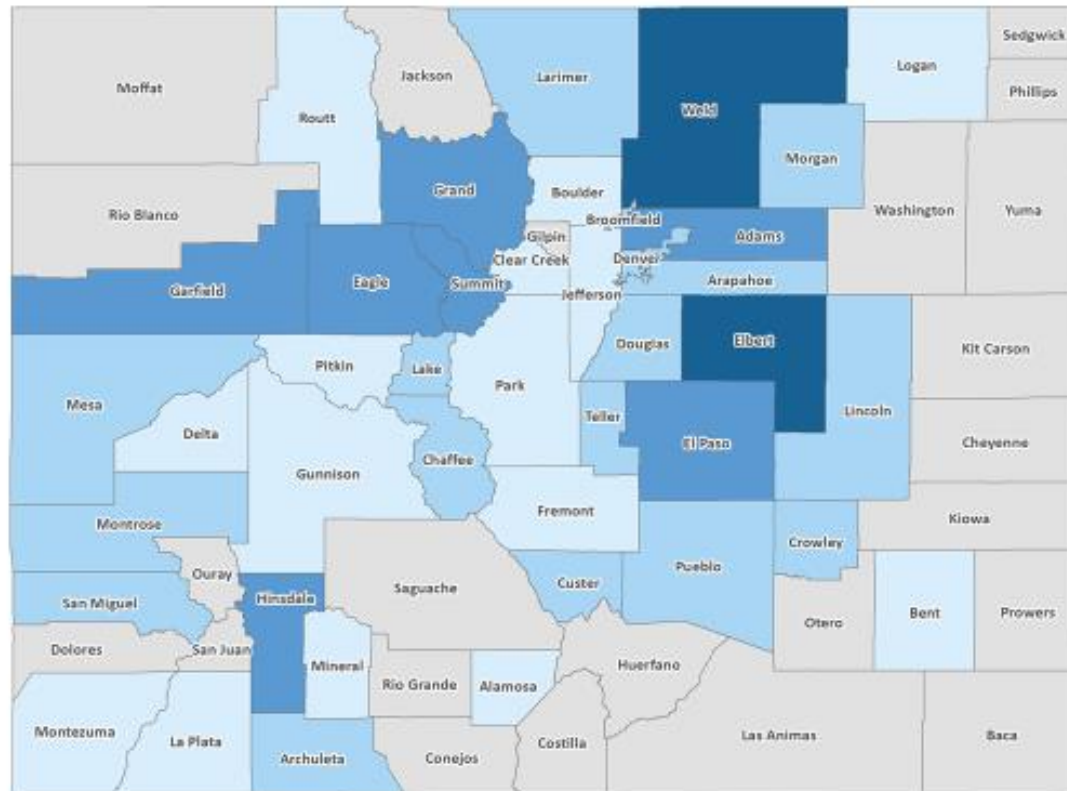 Sedgwick
Logan
Jackson
Larimer
Moffat
Phillips
Weld
Routt
Morgan
Grand
Boulder
Rio Blanco
Washington
Yuma
Broomfield
Gilpin
Adams
Clear Creek
Denver
Summit
Eagle
Arapahoe
Garfield
Jefferson
Elbert
Douglas
Kit Carson
Pitkin
Lake
Park
Mesa
Lincoln
Teller
Delta
El Paso
Cheyenne
Chaffee
Gunnison
Fremont
Kiowa
Montrose
Crowley
Pueblo
Ouray
Custer
Saguache
Hinsdale
San Miguel
Bent
Prowers
Otero
Dolores
San Juan
Mineral
Huerfano
Rio Grande
Alamosa
Montezuma
La Plata
Las Animas
Baca
Costilla
Archuleta
Conejos